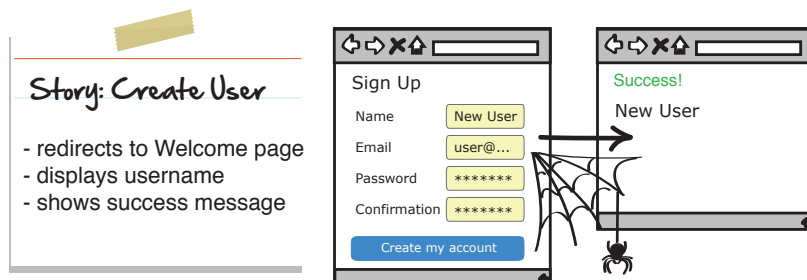 Story: Create User
- redirects to Welcome page
- displays username
- shows success message
Sign Up
Name New User
Email user@...
Password *******
Confirmation *******
Create my account
Success!
New User